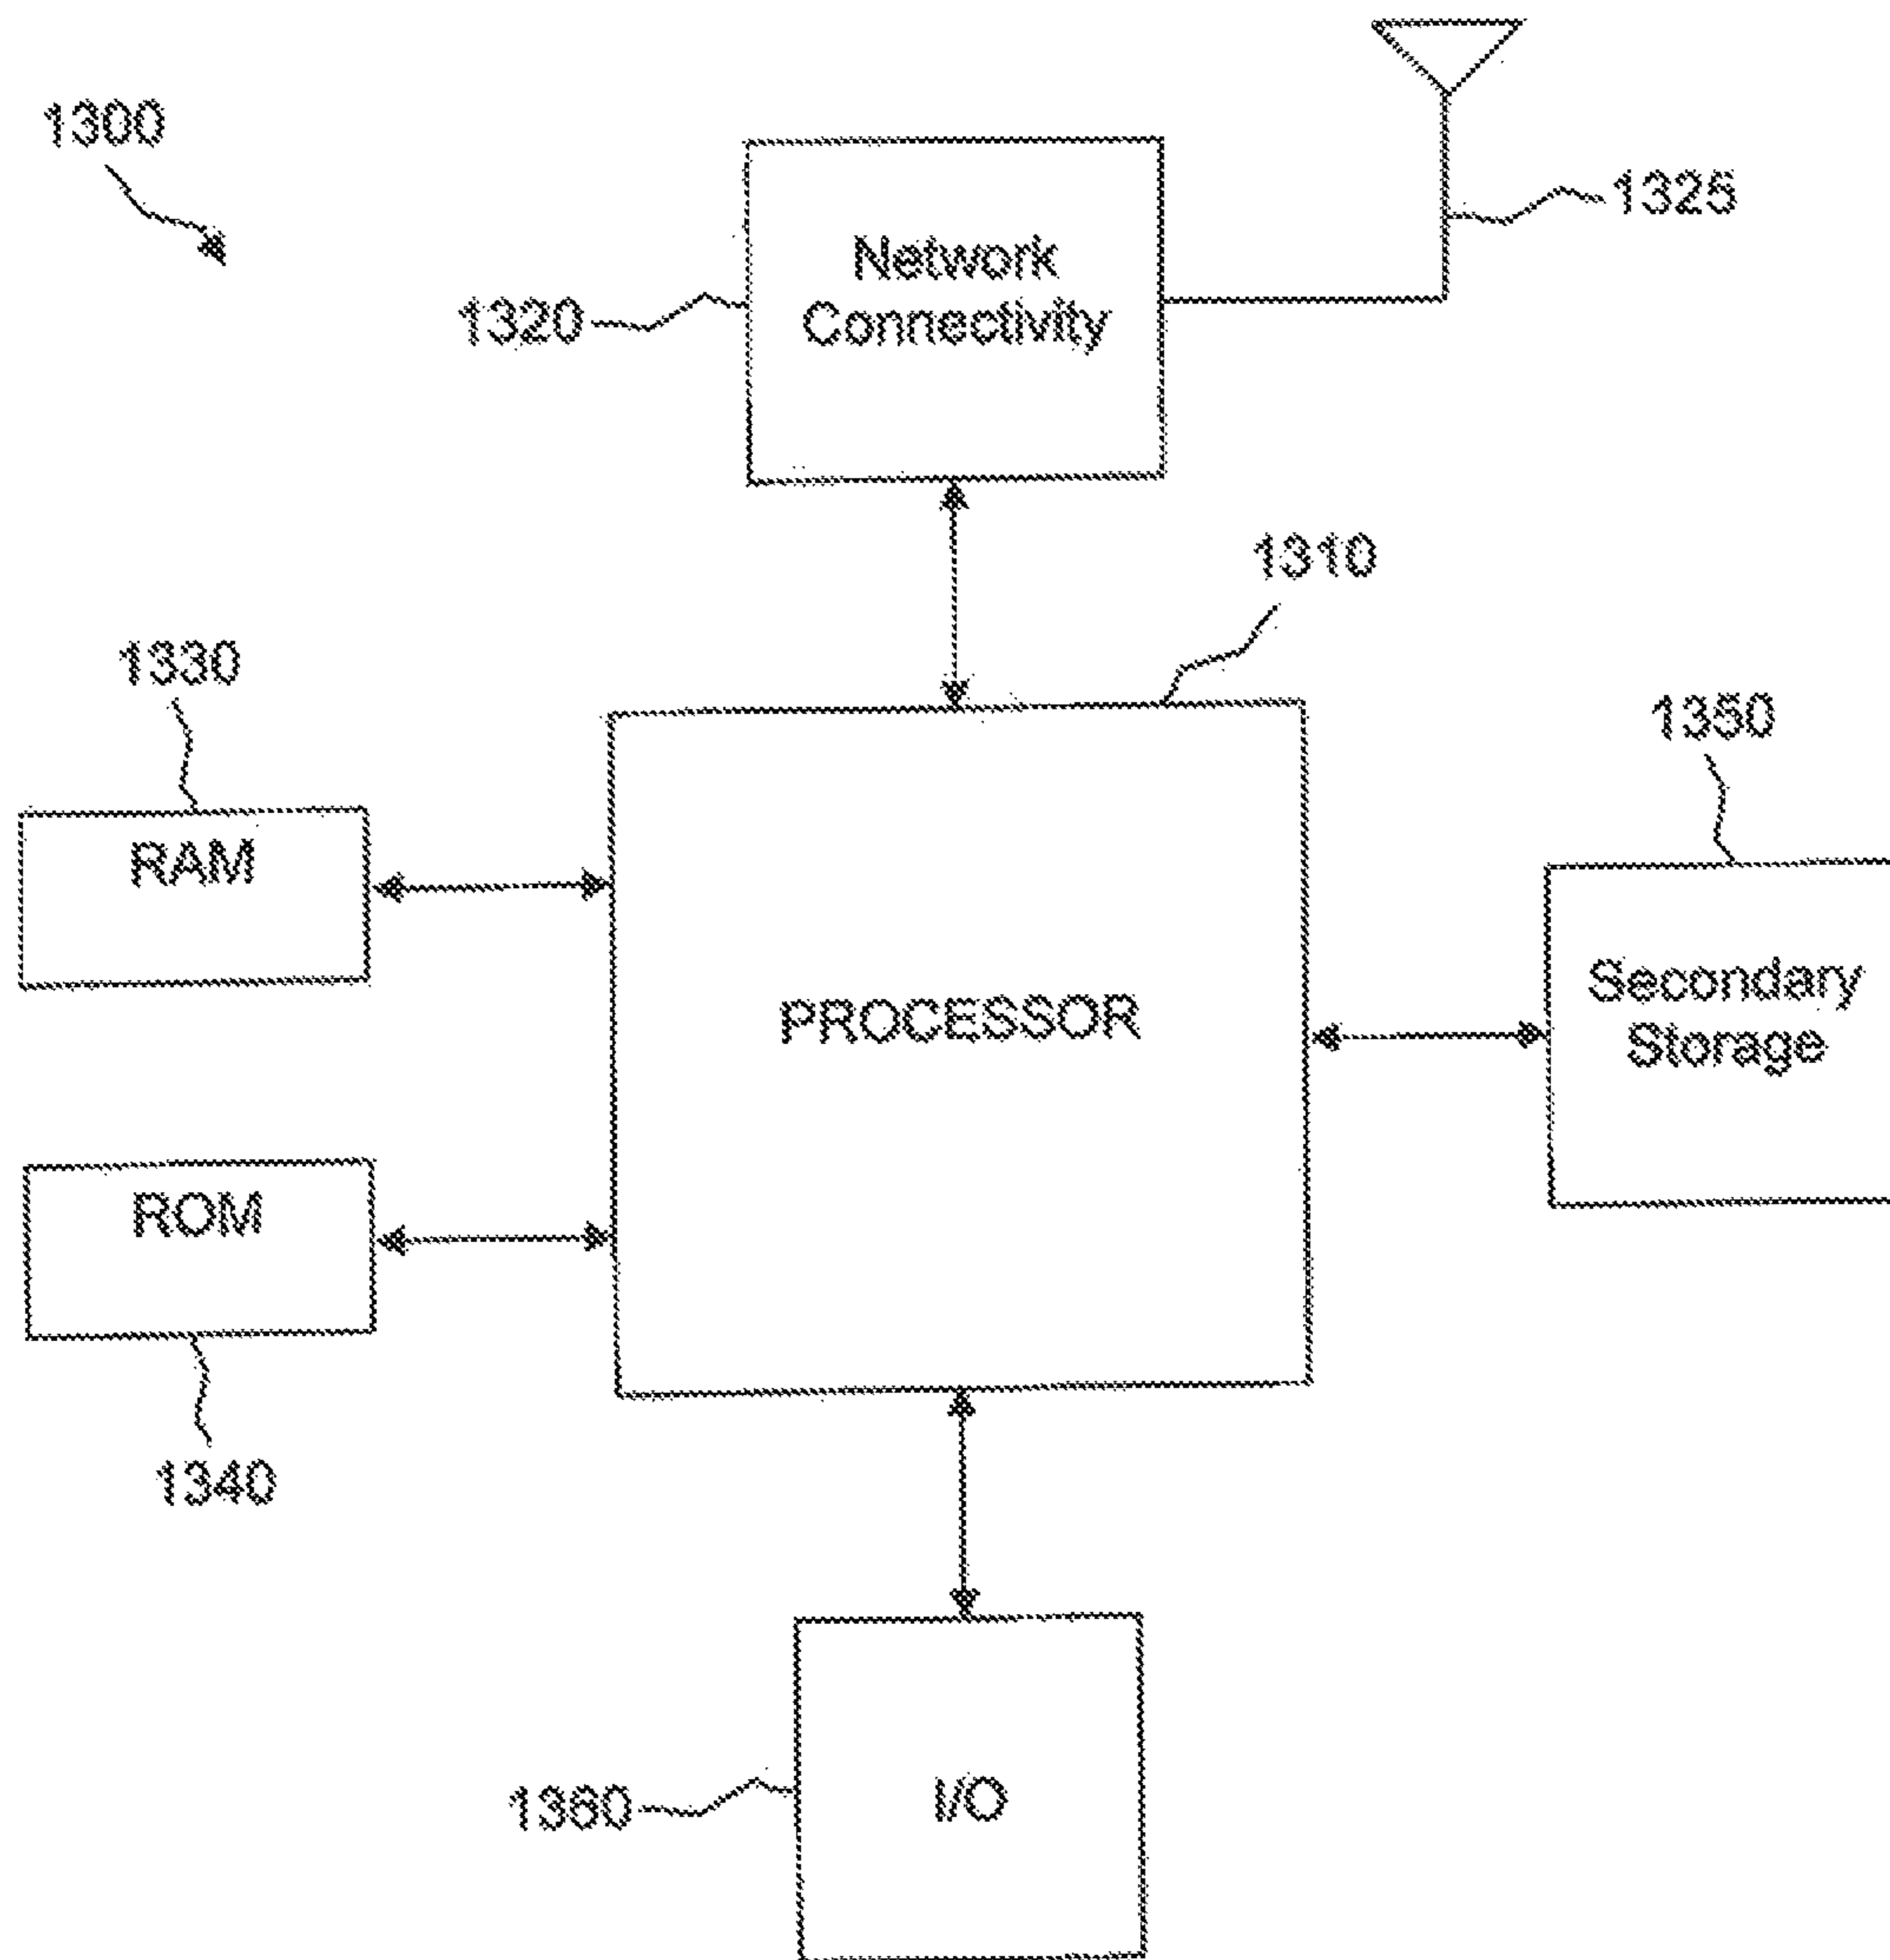 1300
1325
Network
Connectivity
1320
1310
1330
1350
RAM
Secondary
Storage
PROCESSOR
ROM
1340
1360
I/O